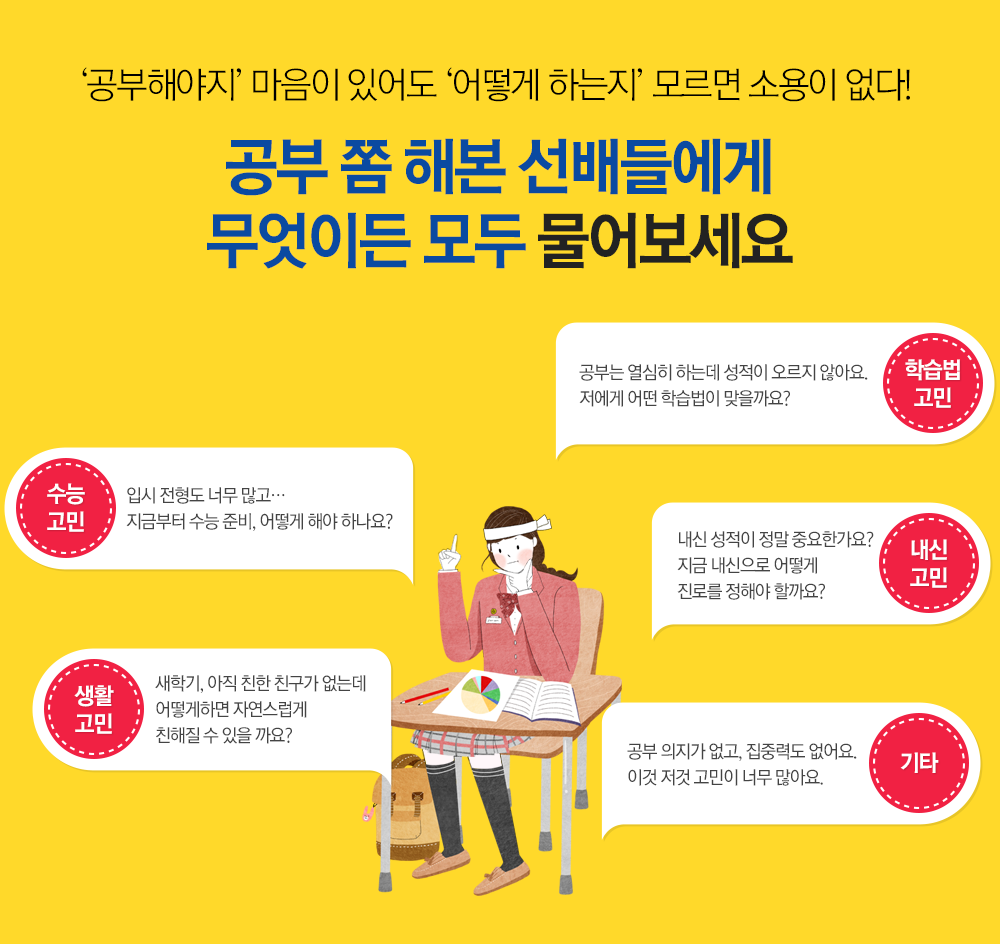 ‘공부해야지’ 마음이 있어도 ‘어떻게 하는지’ 모르면 소용이 없다!
공부 쫌 해본 선배들에게
무엇이든 모두 물어보세요
공부는 열심히 하는데 성적이 오르지 않아요.
저에게 어떤 학습법이 맞을까요?
학습법
고민
수능
고민
입시 전형도 너무 많고…
지금부터 수능 준비, 어떻게 해야 하나요?
내신 성적이 정말 중요한가요?
지금 내신으로 어떻게
진로를 정해야 할까요?
내신
고민
생활
고민
새학기, 아직 친한 친구가 없는데
어떻게하면 자연스럽게
친해질 수 있을 까요?
공부 의지가 없고, 집중력도 없어요.
이것 저것 고민이 너무 많아요.
기타